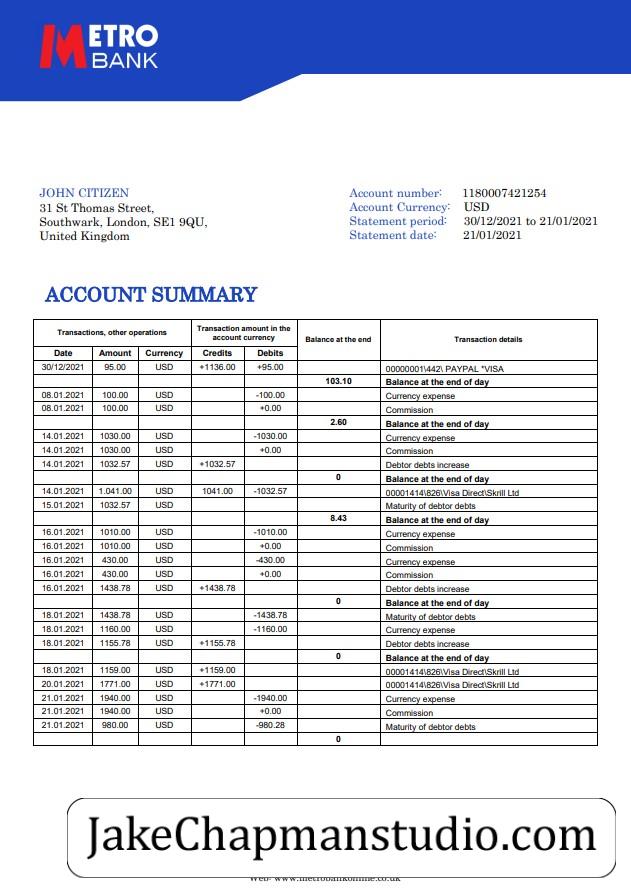 METRO
BANK
JOHN CITIZEN
31 St Thomas Street,
Southwark, London, SE1 9QU,
United Kingdom
Account number: 1180007421254
Account Currency: USD
Statement period: 30/12/2021 to 21/01/2021
Statement date: 21/01/2021
ACCOUNT SUMMARY
Transactions, other operations Transaction amount in the account currency Balance at the end Transaction details
Date Amount Currency Credits Debits
30/12/2021 95.00 USD +1136.00 +95.00 00000001\442\ PAYPAL *VISA
103.10 Balance at the end of day
08.01.2021 100.00 USD -100.00 Currency expense
08.01.2021 100.00 USD +0.00 Commission
2.60 Balance at the end of day
14.01.2021 1030.00 USD -1030.00 Currency expense
14.01.2021 1030.00 USD +0.00 Commission
14.01.2021 1032.57 USD +1032.57 Debtor debts increase
0 Balance at the end of day
14.01.2021 1.041.00 USD 1041.00 -1032.57 00001414\826\Visa Direct\Skrill Ltd
15.01.2021 1032.57 USD Maturity of debtor debts
8.43 Balance at the end of day
16.01.2021 1010.00 USD -1010.00 Currency expense
16.01.2021 1010.00 USD +0.00 Commission
16.01.2021 430.00 USD -430.00 Currency expense
16.01.2021 430.00 USD +0.00 Commission
16.01.2021 1438.78 USD +1438.78 Debtor debts increase
0 Balance at the end of day
18.01.2021 1438.78 USD -1438.78 Maturity of debtor debts
18.01.2021 1160.00 USD -1160.00 Currency expense
18.01.2021 1155.78 USD +1155.78 Debtor debts increase
0 Balance at the end of day
18.01.2021 1159.00 USD +1159.00 00001414\826\Visa Direct\Skrill Ltd
20.01.2021 1771.00 USD +1771.00 00001414\826\Visa Direct\Skrill Ltd
21.01.2021 1940.00 USD -1940.00 Currency expense
21.01.2021 1940.00 USD +0.00 Commission
21.01.2021 980.00 USD -980.28 Maturity of debtor debts
0
JakeChapmanstudio.com
Web: www.metrobankonline.co.uk